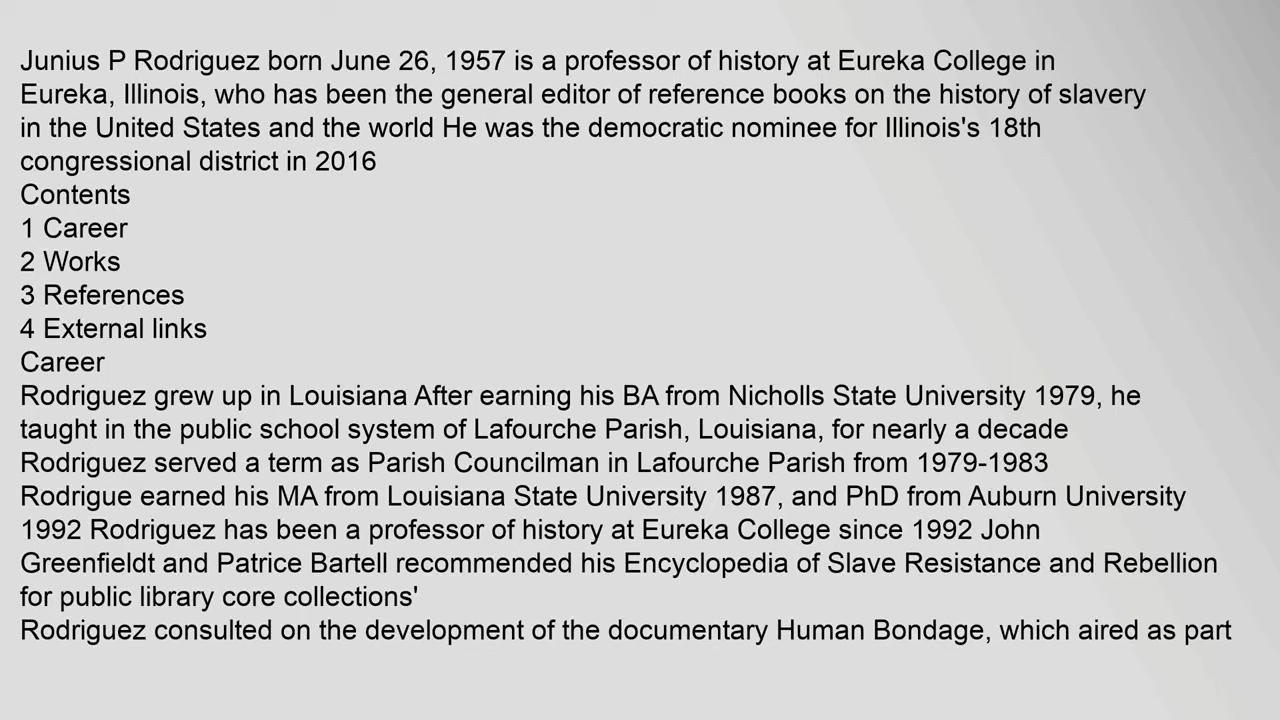 Junius P Rodriguez born June 26, 1957 is a professor of history at Eureka College in
Eureka, Illinois, who has been the general editor of reference books on the history of slavery
in the United States and the world He was the democratic nominee for Illinois's 18th
congressional district in 2016
Contents
1 Career
2 Works
3 References
4 External links
Career
Rodriguez grew up in Louisiana After earning his BA from Nicholls State University 1979, he
taught in the public school system of Lafourche Parish, Louisiana, for nearly a decade
Rodriguez served a term as Parish Councilman in Lafourche Parish from 1979-1983
Rodrigue earned his MA from Louisiana State University 1987, and PhD from Auburn University
1992 Rodriguez has been a professor of history at Eureka College since 1992 John
Greenfieldt and Patrice Bartell recommended his Encyclopedia of Slave Resistance and Rebellion
for public library core collections'
Rodriguez consulted on the development of the documentary Human Bondage, which aired as part